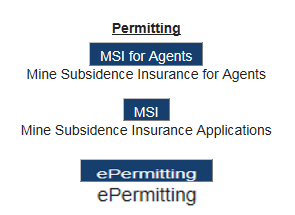 Permitting
MSI for Agents
Mine Subsidence Insurance for Agents
MSI
Mine Subsidence Insurance Applications
ePermitting
ePermitting